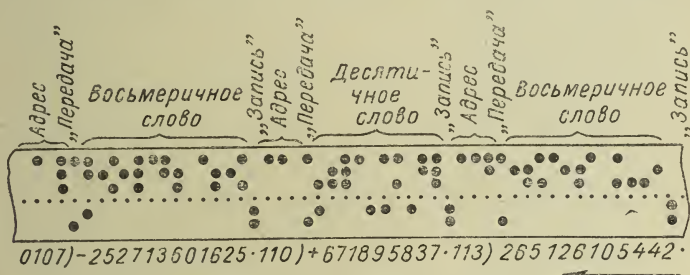 Адрес
„Передача”
Восьмеричное
слово
„Запись”
Адрес
„Передача”
Десяти-
чное
слово
„Запись”
Адрес
„Передача”
Восьмеричное
слово
„Запись”
0107)-252713501625·110)+671895837·113) 265126105442·